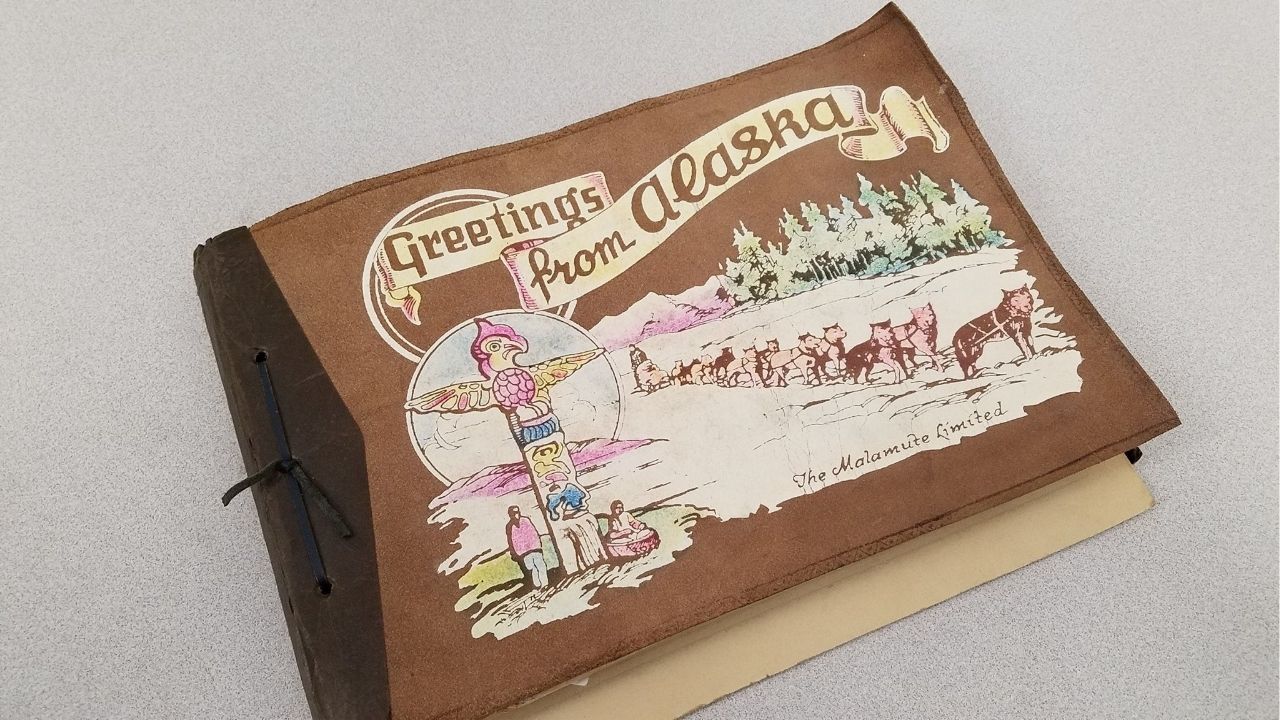 Greetings
from Alaska
The Malamute Limited